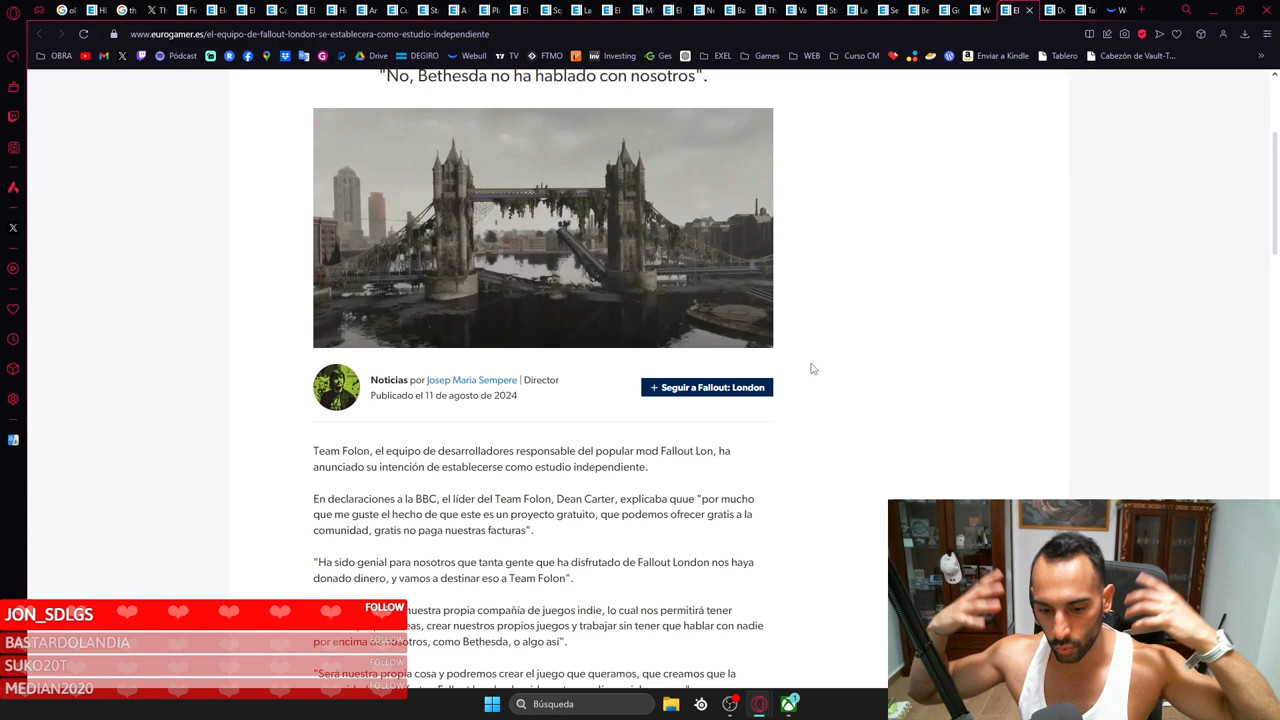 www.eurogamer.es/el-equipo-de-fallout-london-se-establecera-como-estudio-independiente
OBRA
Pódcast
Drive
DEGIRO
Webull
TV
FTMO
Investing
Ges
EXEL
Games
WEB
Curso CM
Enviar a Kindle
Tablero
Cabezón de Vault-T...
"No, Bethesda no ha hablado con nosotros".
Noticias por Josep Maria Sempere | Director
Publicado el 11 de agosto de 2024
+ Seguir a Fallout: London
Team Folon, el equipo de desarrolladores responsable del popular mod Fallout Lon, ha
anunciado su intención de establecerse como estudio independiente.
En declaraciones a la BBC, el líder del Team Folon, Dean Carter, explicaba quue "por mucho
que me guste el hecho de que este es un proyecto gratuito, que podemos ofrecer gratis a la
comunidad, gratis no paga nuestras facturas".
"Ha sido genial para nosotros que tanta gente que ha disfrutado de Fallout London nos haya
donado dinero, y vamos a destinar eso a Team Folon".
nuestra propia compañía de juegos indie, lo cual nos permitirá tener
eas, crear nuestros propios juegos y trabajar sin tener que hablar con nadie
por encima de nosotros, como Bethesda, o algo así".
"Será nuestra propia cosa y podremos crear el juego que queramos, que creamos que la
JON_SDLGS
FOLLOW
BASTARDOLANDIA
FOLLOW
SUKO20T
FOLLOW
MEDIAN2020
FOLLOW
Búsqueda
1